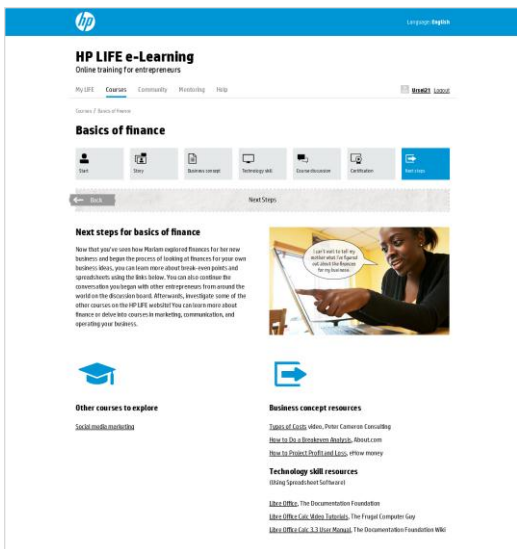 hp
Language: English
HP LIFE e-Learning
Online training for entrepreneurs
My LIFE Courses Community Mentoring Help
Logout
Courses / Basics of finance
Basics of finance
Start Story Business concept Technology skill Course discussion Certification Next steps
Back Next Steps
Next steps for basics of finance
Now that you've seen how Mariam explored finances for her new
business and begun the process of looking at finances for your own
business ideas, you can learn more about break-even points and
spreadsheets using the links below. You can also continue the
conversation you began with other entrepreneurs from around the
world on the discussion board. Afterwards, investigate some of the
other courses on the HP LIFE website! You can learn more about
finance or delve into courses in marketing, communication, and
operating your business.
I can't wait to tell my
mother what I've figured
out about the finances
for my business.
Other courses to explore
Social media marketing
Business concept resources
Types of Costs video, Peter Cameron Consulting
How to Do a Breakeven Analysis, About.com
How to Project Profit and Loss, eHow money
Technology skill resources
(Using Spreadsheet Software)
Libre Office, The Documentation Foundation
Libre Office Calc Video Tutorials, The Frugal Computer Guy
Libre Office Calc 3.3 User Manual, The Documentation Foundation Wiki